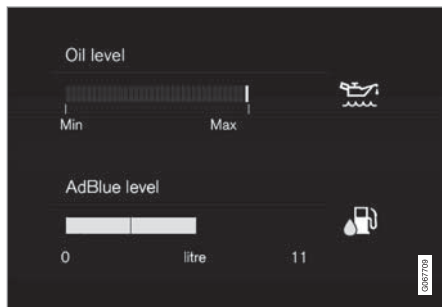 Oil level
Min Max
AdBlue level
0 litre 11
G067709